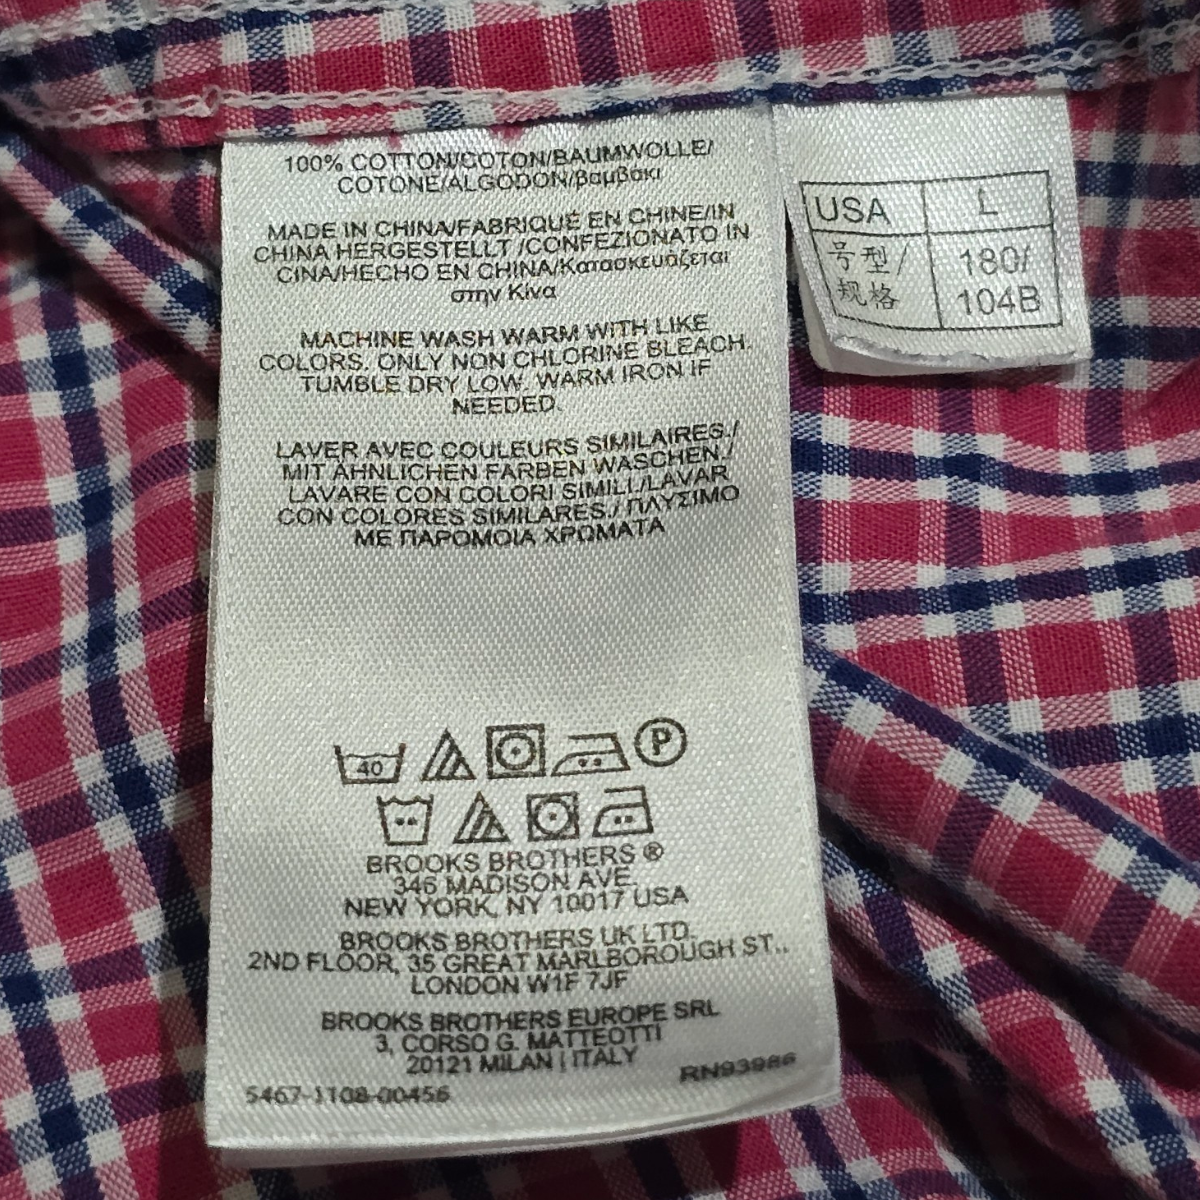 100% COTTON/COTON/BAUMWOLLE/
COTONE/ALGODON/βαμβάκι
MADE IN CHINA/FABRIQUÉ EN CHINE/IN
CHINA HERGESTELLT /CONFEZIONATO IN
CINA/HECHO EN CHINA/Κατασκευάζεται
στην Κίνα
MACHINE WASH WARM WITH LIKE
COLORS. ONLY NON CHLORINE BLEACH.
TUMBLE DRY LOW. WARM IRON IF
NEEDED.
LAVER AVEC COULEURS SIMILAIRES./
MIT ÄHNLICHEN FARBEN WASCHEN./
LAVARE CON COLORI SIMILI./LAVAR
CON COLORES SIMILARES./ ΠΛΥΣΙΜΟ
ΜΕ ΠΑΡΟΜΟΙΑ ΧΡΩΜΑΤΑ
40
P
BROOKS BROTHERS ®
346 MADISON AVE.
NEW YORK, NY 10017 USA
BROOKS BROTHERS UK LTD.
2ND FLOOR, 35 GREAT MARLBOROUGH ST..
LONDON W1F 7JF
BROOKS BROTHERS EUROPE SRL
3, CORSO G. MATTEOTTI
20121 MILAN | ITALY
RN93986
5467-1108-00456
USA L
号型/ 180/
规格 104B